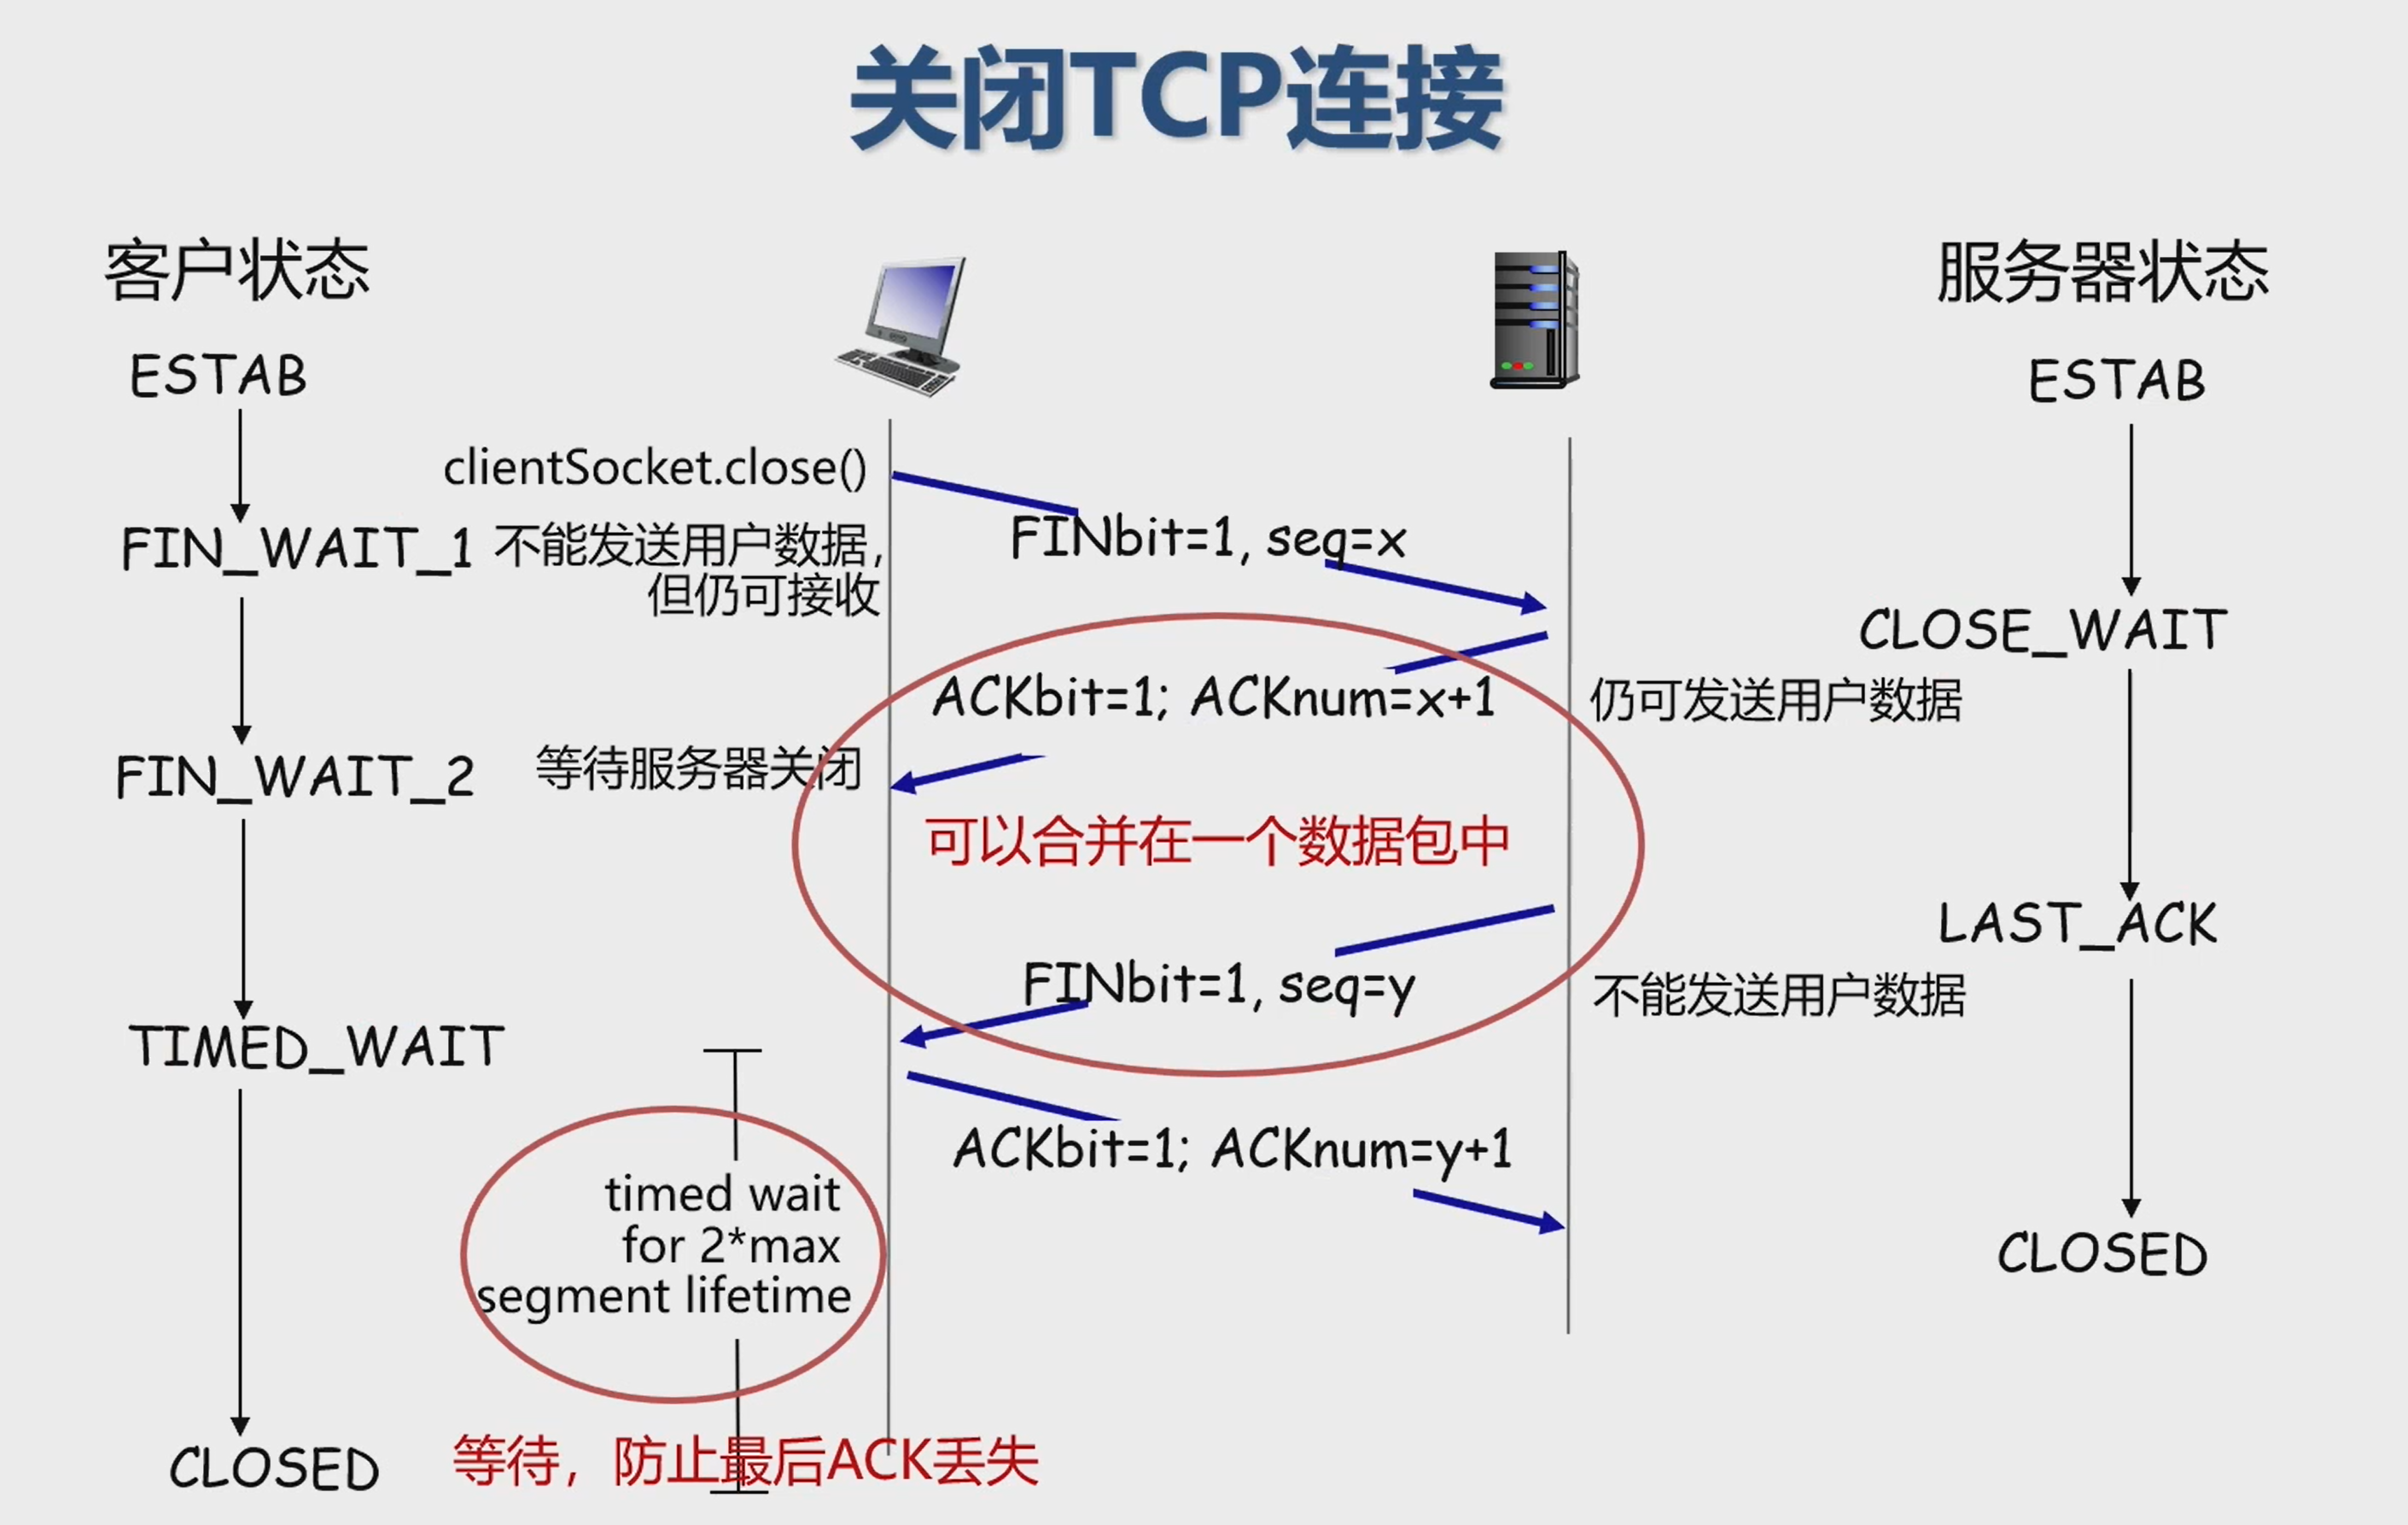 关闭TCP连接
客户状态
服务器状态
ESTAB
ESTAB
clientSocket.close()
FIN_WAIT_1
不能发送用户数据，
但仍可接收
FINbit=1, seq=x
CLOSE_WAIT
ACKbit=1; ACKnum=x+1
仍可发送用户数据
FIN_WAIT_2
等待服务器关闭
可以合并在一个数据包中
LAST_ACK
FINbit=1, seq=y
不能发送用户数据
TIMED_WAIT
ACKbit=1; ACKnum=y+1
timed wait
for 2*max
segment lifetime
CLOSED
CLOSED
等待，防止最后ACK丢失